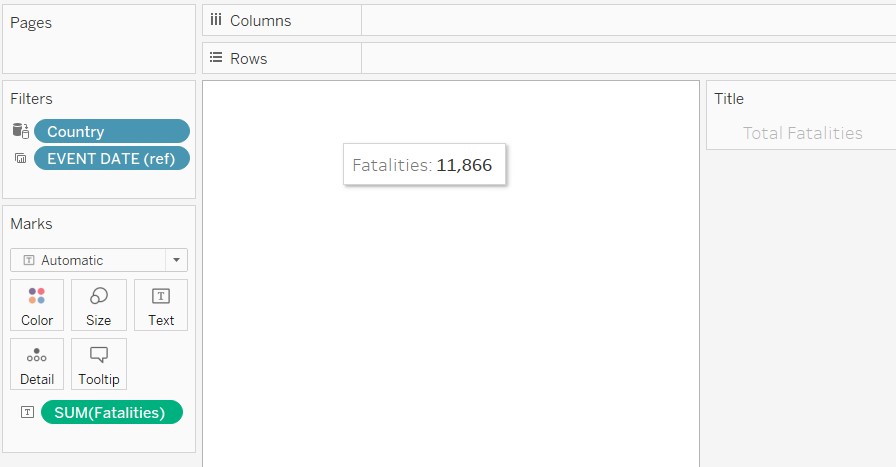 Pages
Columns
Rows
Filters
Country
EVENT DATE (ref)
Marks
T Automatic
Color Size T Text
Detail Tooltip
T SUM(Fatalities)
Fatalities: 11,866
Title
Total Fatalities